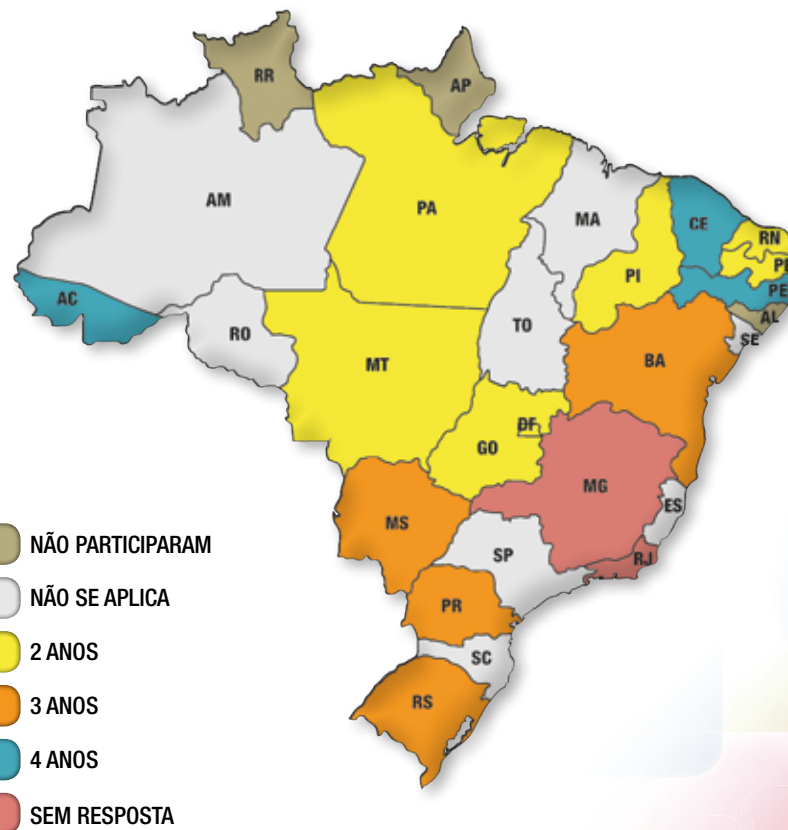 RR
AP
AM
PA
MA
CE
RN
PB
PI
PE
AC
AL
TO
SE
RO
BA
MT
DF
GO
MG
ES
MS
SP
RJ
PR
SC
RS
NÃO PARTICIPARAM
NÃO SE APLICA
2 ANOS
3 ANOS
4 ANOS
SEM RESPOSTA